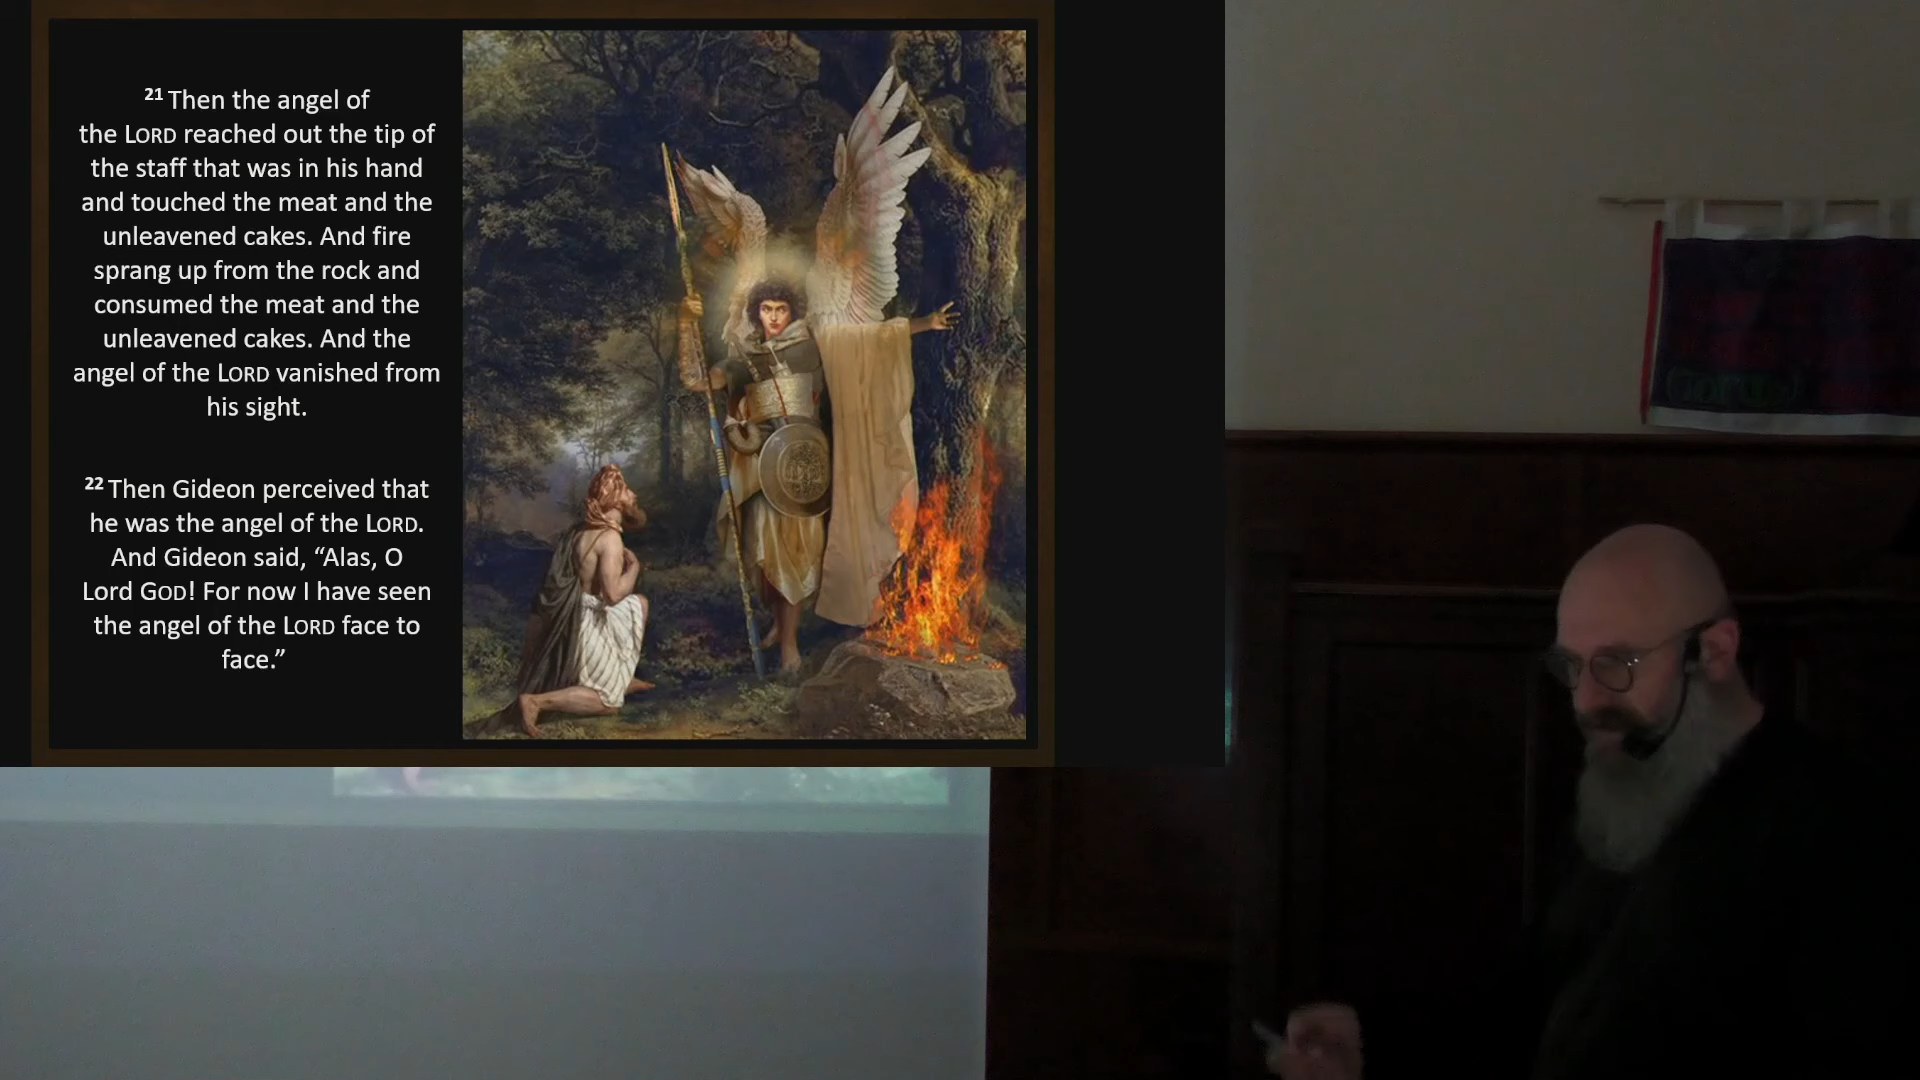 21 Then the angel of
the LORD reached out the tip of
the staff that was in his hand
and touched the meat and the
unleavened cakes. And fire
sprang up from the rock and
consumed the meat and the
unleavened cakes. And the
angel of the LORD vanished from
his sight.
22 Then Gideon perceived that
he was the angel of the LORD.
And Gideon said, “Alas, O
Lord GOD! For now I have seen
the angel of the LORD face to
face.”